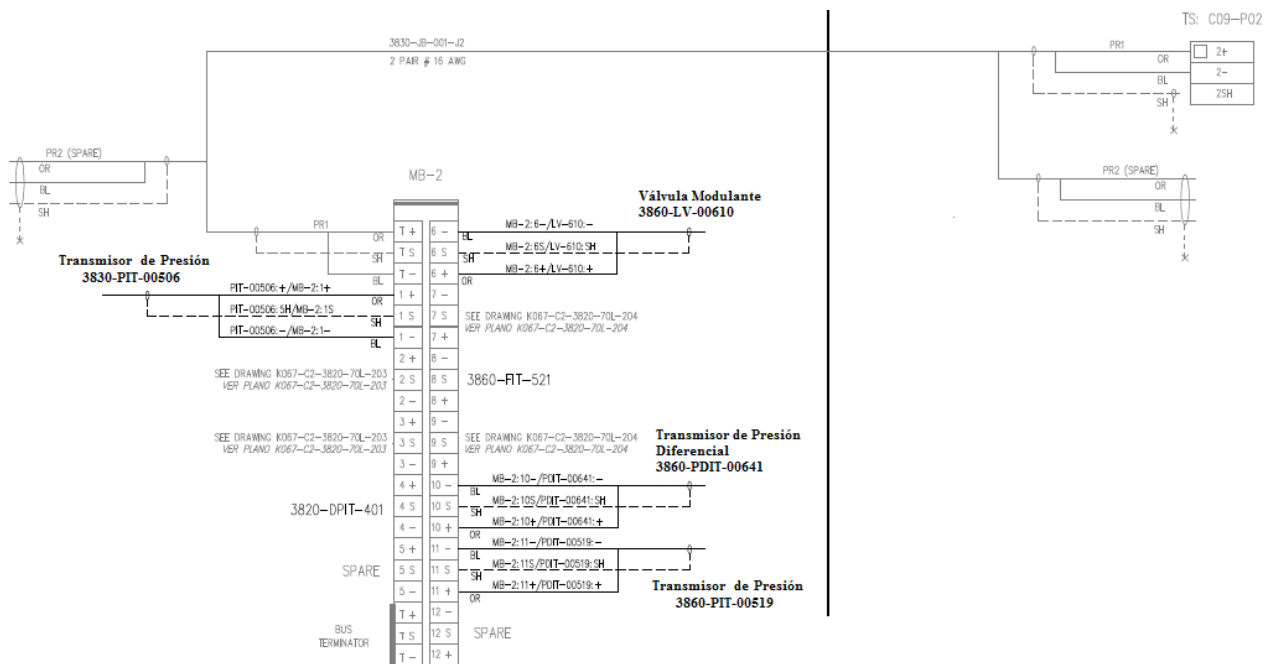 TS: C09-P02
3830-JB-001-J2
2 PAIR # 16 AWG
PR1
OR
BL
SH
2+
2-
2SH
PR2 (SPARE)
OR
BL
SH
PR2 (SPARE)
OR
BL
SH
MB-2
PR1
OR
SH
BL
T +
T S
T -
1 +
1 S
1 -
2 +
2 S
2 -
3 +
3 S
3 -
4 +
4 S
4 -
5 +
5 S
5 -
T +
T S
T -
6 -
6 S
6 +
7 -
7 S
7 +
8 -
8 S
8 +
9 -
9 S
9 +
10 -
10 S
10 +
11 -
11 S
11 +
12 -
12 S
12 +
Válvula Modulante
3860-LV-00610
MB-2:6-/LV-610:-
BL
MB-2:6S/LV-610:SH
SH
MB-2:6+/LV-610:+
OR
Transmisor de Presión
3830-PIT-00506
PIT-00506:+/MB-2:1+
OR
PIT-00506:SH/MB-2:1S
SH
PIT-00506:-/MB-2:1-
BL
SEE DRAWING K067-C2-3820-70L-204
VER PLANO K067-C2-3820-70L-204
SEE DRAWING K067-C2-3820-70L-203
VER PLANO K067-C2-3820-70L-203
3860-FIT-521
SEE DRAWING K067-C2-3820-70L-203
VER PLANO K067-C2-3820-70L-203
SEE DRAWING K067-C2-3820-70L-204
VER PLANO K067-C2-3820-70L-204
Transmisor de Presión
Diferencial
3860-PDIT-00641
MB-2:10-/PDIT-00641:-
BL
MB-2:10S/PDIT-00641:SH
SH
MB-2:10+/PDIT-00641:+
OR
3820-DPIT-401
MB-2:11-/PDIT-00519:-
BL
MB-2:11S/PDIT-00519:SH
SH
MB-2:11+/PDIT-00519:+
OR
SPARE
Transmisor de Presión
3860-PIT-00519
BUS
TERMINATOR
SPARE